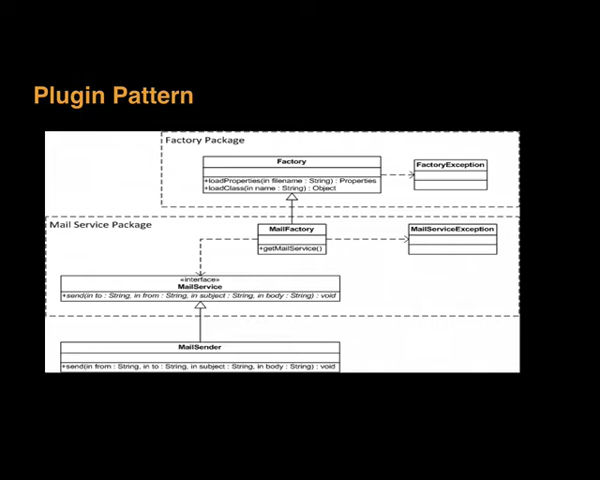 Plugin Pattern
Factory Package
Factory
+loadProperties(in filename : String) : Properties
+loadClass(in name : String) : Object
FactoryException
Mail Service Package
MailFactory
+getMailService()
MailServiceException
«interface»
MailService
+send(in to : String, in from : String, in subject : String, in body : String) : void
MailSender
+send(in from : String, in to : String, in subject : String, in body : String) : void